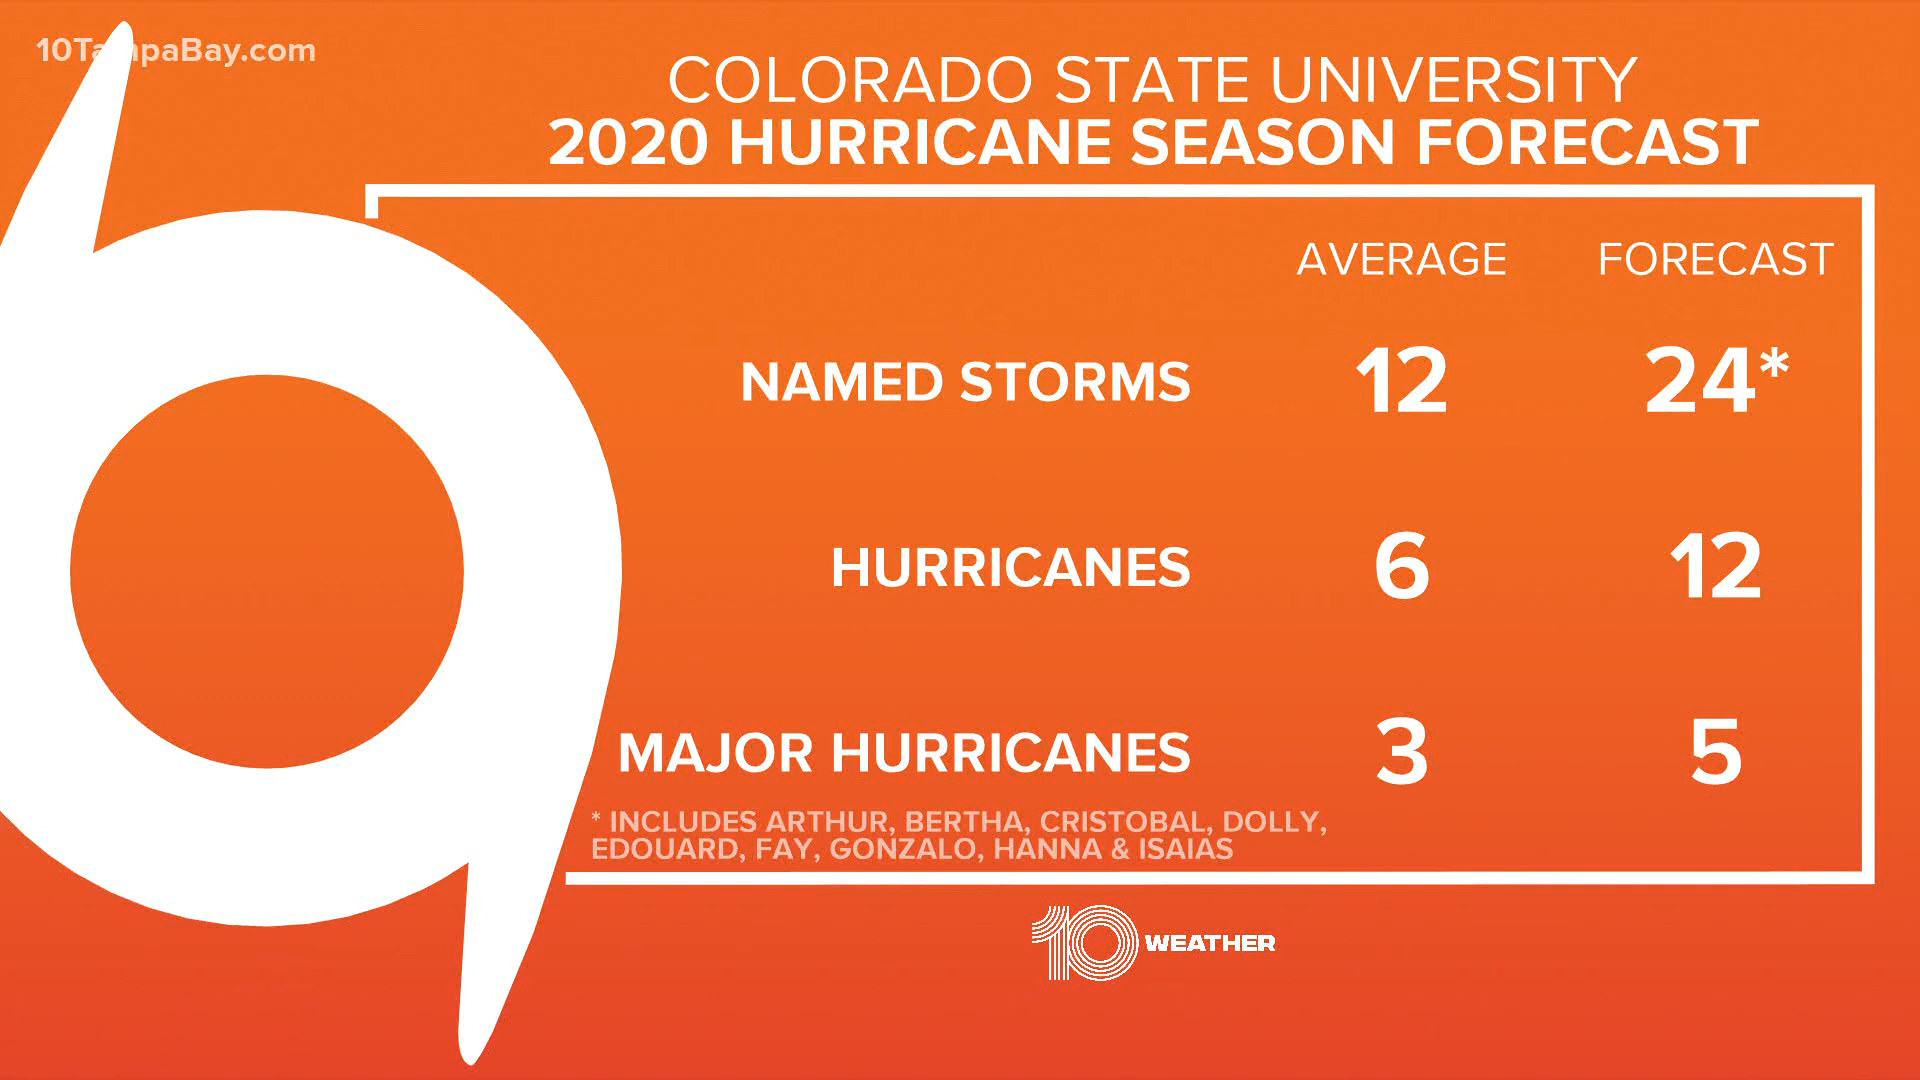 10TampaBay.com
COLORADO STATE UNIVERSITY
2020 HURRICANE SEASON FORECAST
AVERAGE FORECAST
NAMED STORMS 12 24*
HURRICANES 6 12
MAJOR HURRICANES 3 5
* INCLUDES ARTHUR, BERTHA, CRISTOBAL, DOLLY,
EDOUARD, FAY, GONZALO, HANNA & ISAIAS
10 WEATHER